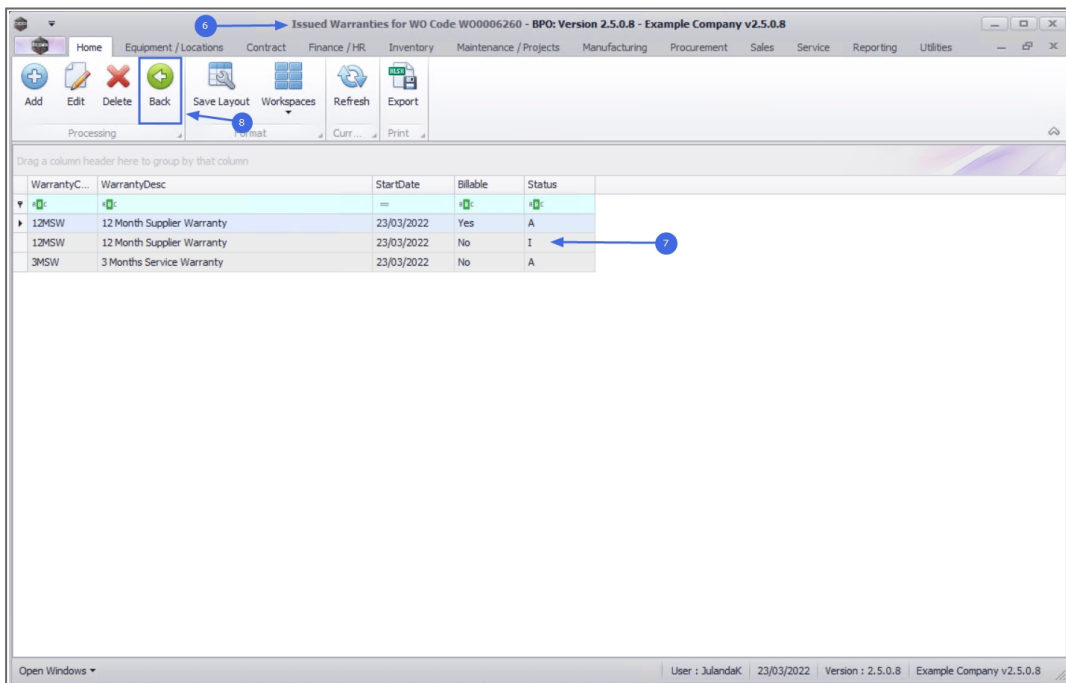 6
Issued Warranties for WO Code WO00006260 - BPO: Version 2.5.0.8 - Example Company v2.5.0.8
Home Equipment / Locations Contract Finance / HR Inventory Maintenance / Projects Manufacturing Procurement Sales Service Reporting Utilities
Add Edit Delete Back Save Layout Workspaces Refresh Export
8
Processing Curr... Print
Drag a column header here to group by that column
WarrantyC... WarrantyDesc StartDate Billable Status
=
12MSW 12 Month Supplier Warranty 23/03/2022 Yes A
12MSW 12 Month Supplier Warranty 23/03/2022 No I 7
3MSW 3 Months Service Warranty 23/03/2022 No A
Open Windows User : JulandaK 23/03/2022 Version : 2.5.0.8 Example Company v2.5.0.8